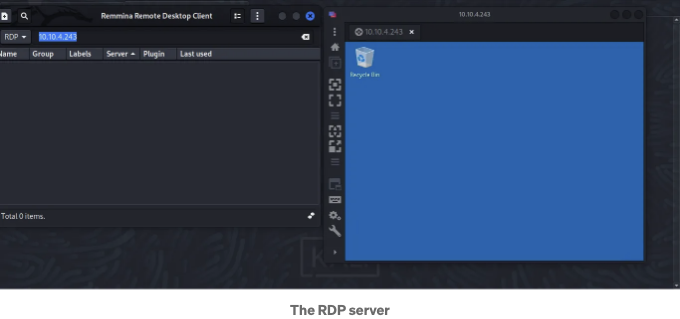 Remmina Remote Desktop Client
RDP 10.10.4.243
Name Group Labels Server Plugin Last used
Total 0 items.
10.10.4.243
10.10.4.243
Recycle Bin
The RDP server